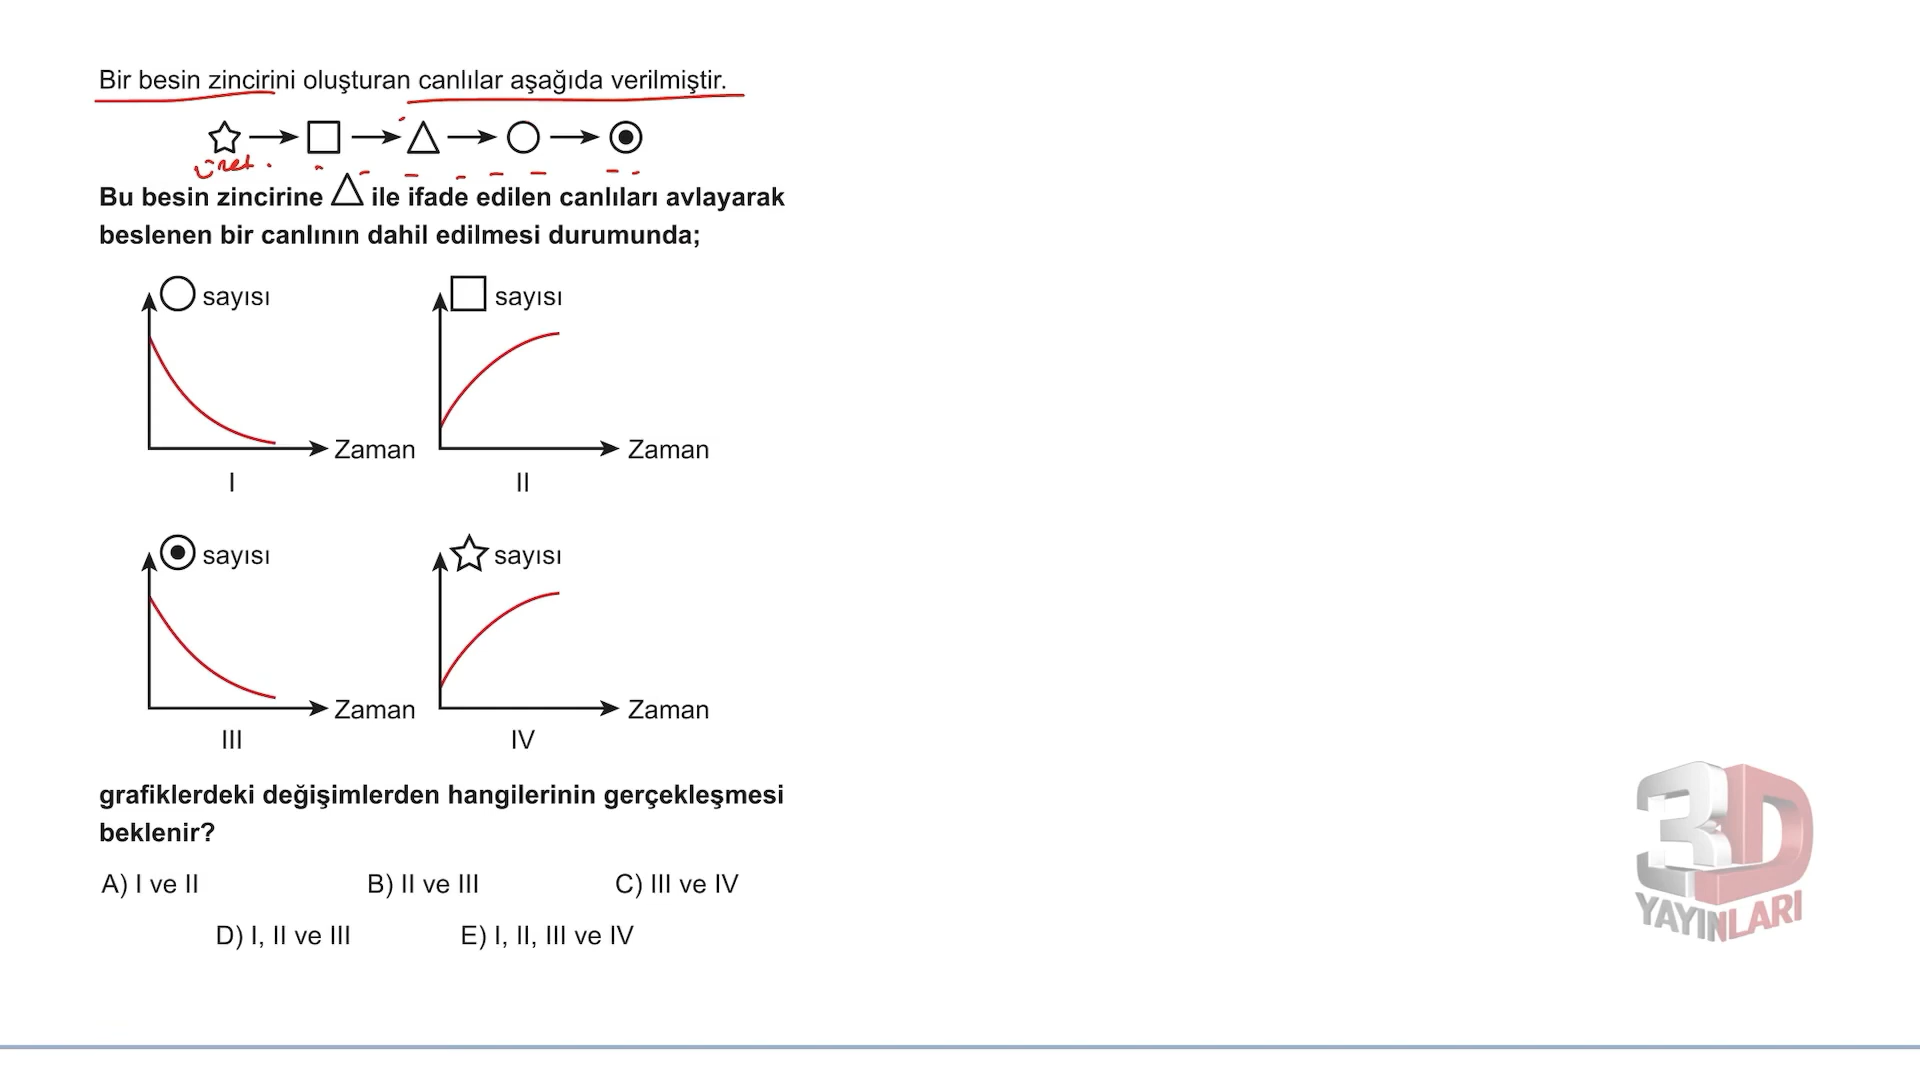 Bir besin zincirini oluşturan canlılar aşağıda verilmiştir.
üret.
Bu besin zincirine △ ile ifade edilen canlıları avlayarak
beslenen bir canlının dahil edilmesi durumunda;
sayısı
sayısı
Zaman
Zaman
I
II
sayısı
sayısı
Zaman
Zaman
III
IV
grafiklerdeki değişimlerden hangilerinin gerçekleşmesi
beklenir?
A) I ve II
B) II ve III
C) III ve IV
D) I, II ve III
E) I, II, III ve IV
3D
YAYINLARI